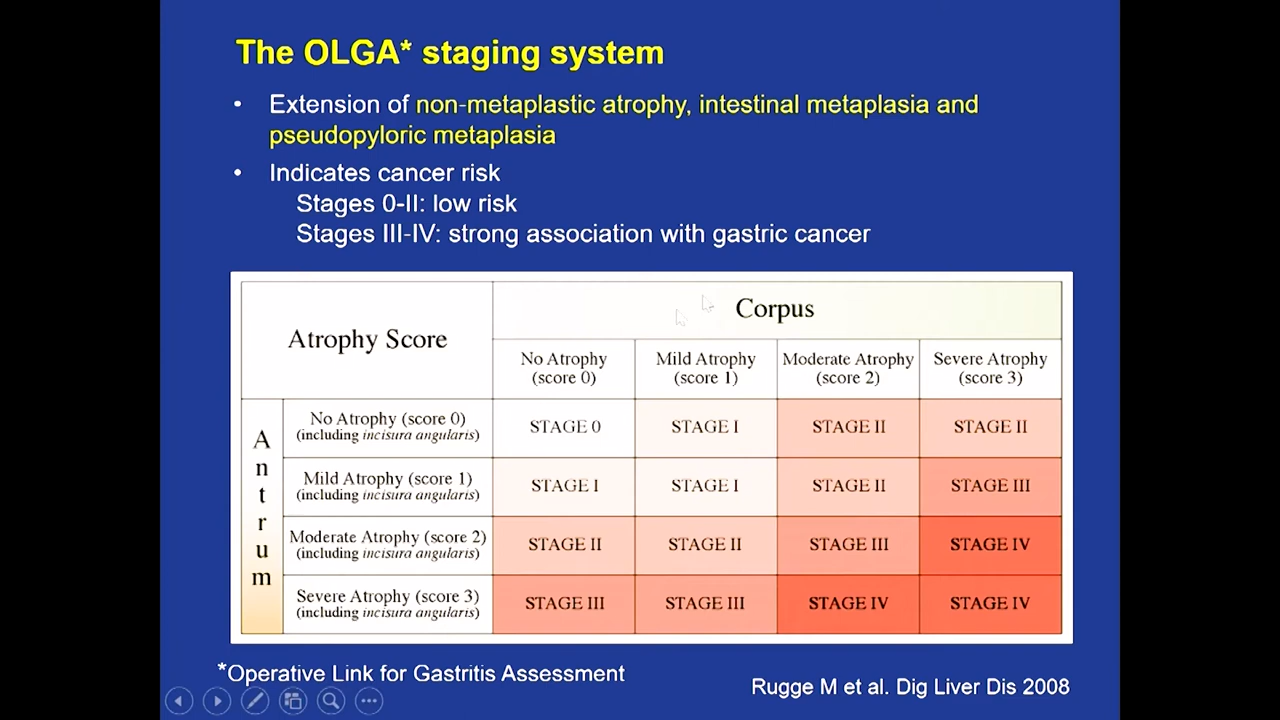 The OLGA* staging system
• Extension of non-metaplastic atrophy, intestinal metaplasia and
pseudopyloric metaplasia
• Indicates cancer risk
Stages 0-II: low risk
Stages III-IV: strong association with gastric cancer
Atrophy Score
Corpus
No Atrophy (score 0)
Mild Atrophy (score 1)
Moderate Atrophy (score 2)
Severe Atrophy (score 3)
Antrum
No Atrophy (score 0) (including incisura angularis) STAGE 0 STAGE I STAGE II STAGE II
Mild Atrophy (score 1) (including incisura angularis) STAGE I STAGE I STAGE II STAGE III
Moderate Atrophy (score 2) (including incisura angularis) STAGE II STAGE II STAGE III STAGE IV
Severe Atrophy (score 3) (including incisura angularis) STAGE III STAGE III STAGE IV STAGE IV
*Operative Link for Gastritis Assessment
Rugge M et al. Dig Liver Dis 2008